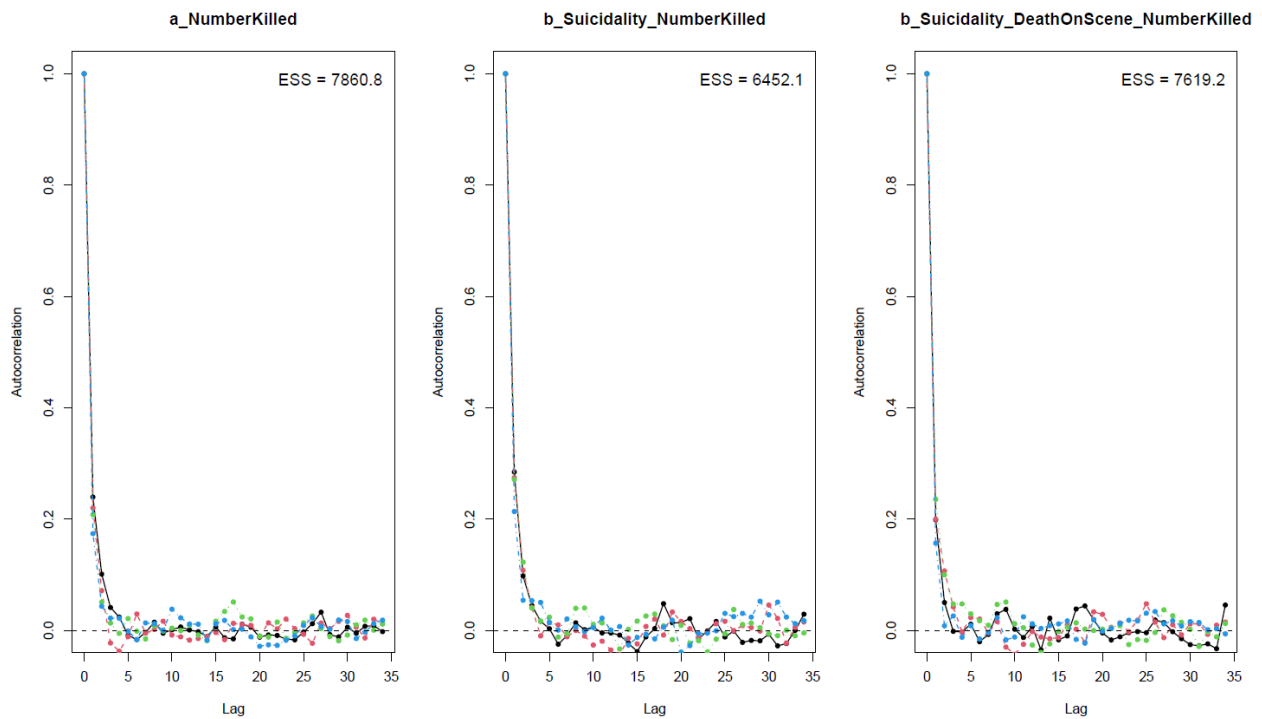 a_NumberKilled
ESS = 7860.8
1.0
0.8
0.6
0.4
0.2
0.0
Autocorrelation
0 5 10 15 20 25 30 35
Lag
b_Suicidality_NumberKilled
ESS = 6452.1
1.0
0.8
0.6
0.4
0.2
0.0
Autocorrelation
0 5 10 15 20 25 30 35
Lag
b_Suicidality_DeathOnScene_NumberKilled
ESS = 7619.2
1.0
0.8
0.6
0.4
0.2
0.0
Autocorrelation
0 5 10 15 20 25 30 35
Lag